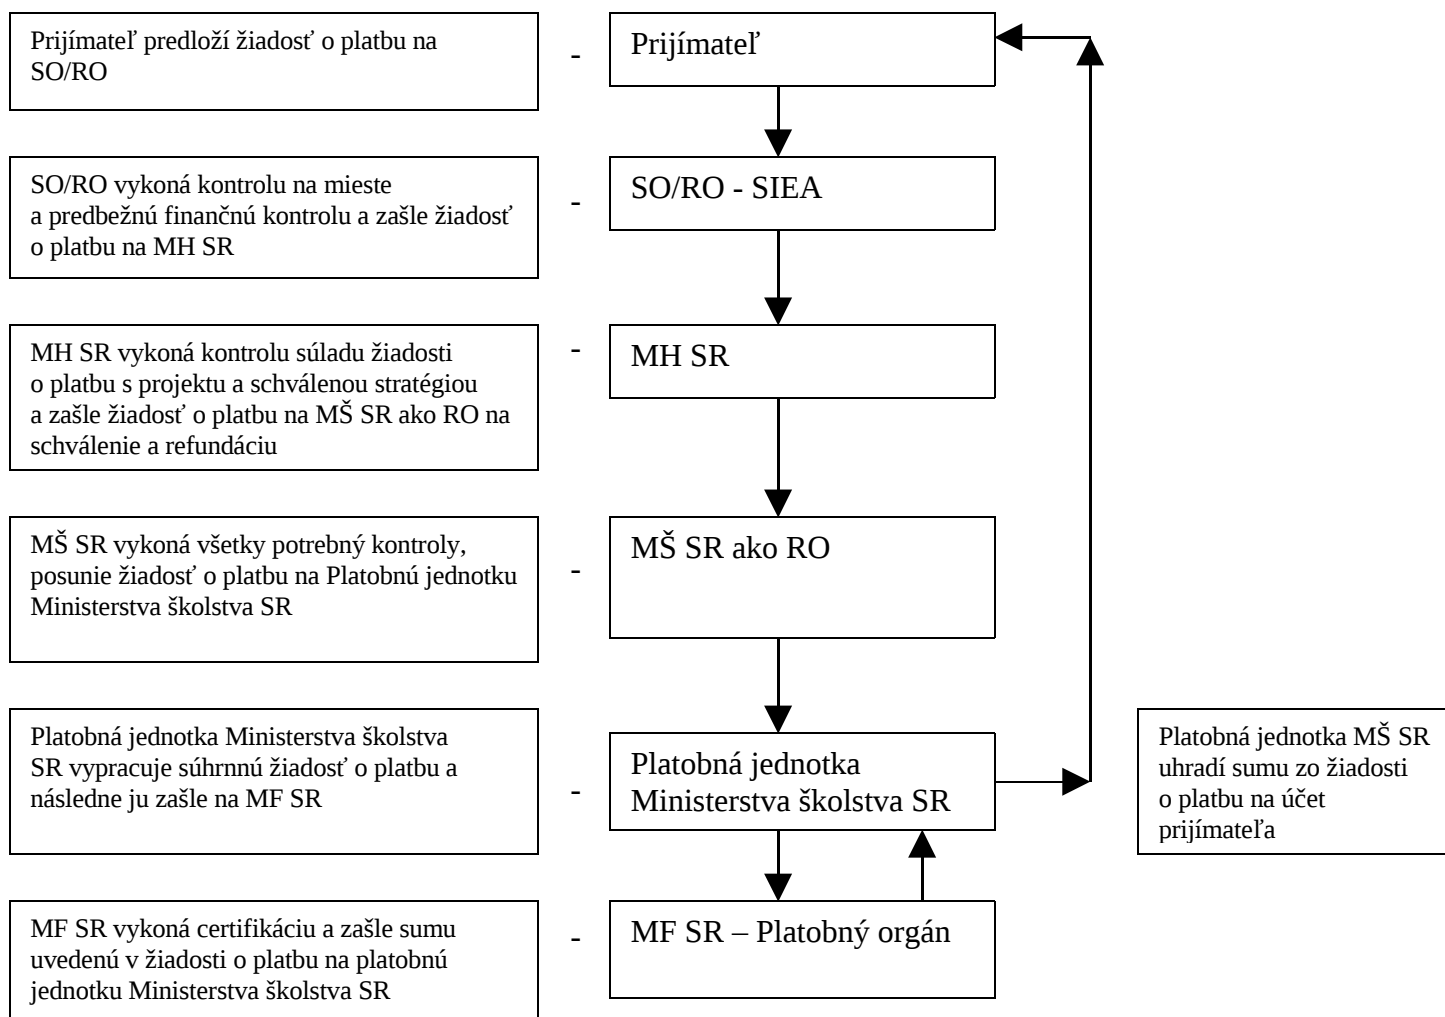 Prijímateľ predloží žiadosť o platbu na
SO/RO
-
Prijímateľ
SO/RO vykoná kontrolu na mieste
a predbežnú finančnú kontrolu a zašle žiadosť
o platbu na MH SR
-
SO/RO - SIEA
MH SR vykoná kontrolu súladu žiadosti
o platbu s projektu a schválenou stratégiou
a zašle žiadosť o platbu na MŠ SR ako RO na
schválenie a refundáciu
-
MH SR
MŠ SR vykoná všetky potrebný kontroly,
posunie žiadosť o platbu na Platobnú jednotku
Ministerstva školstva SR
-
MŠ SR ako RO
Platobná jednotka Ministerstva školstva
SR vypracuje súhrnnú žiadosť o platbu a
následne ju zašle na MF SR
-
Platobná jednotka
Ministerstva školstva SR
Platobná jednotka MŠ SR
uhradí sumu zo žiadosti
o platbu na účet
prijímateľa
MF SR vykoná certifikáciu a zašle sumu
uvedenú v žiadosti o platbu na platobnú
jednotku Ministerstva školstva SR
-
MF SR – Platobný orgán